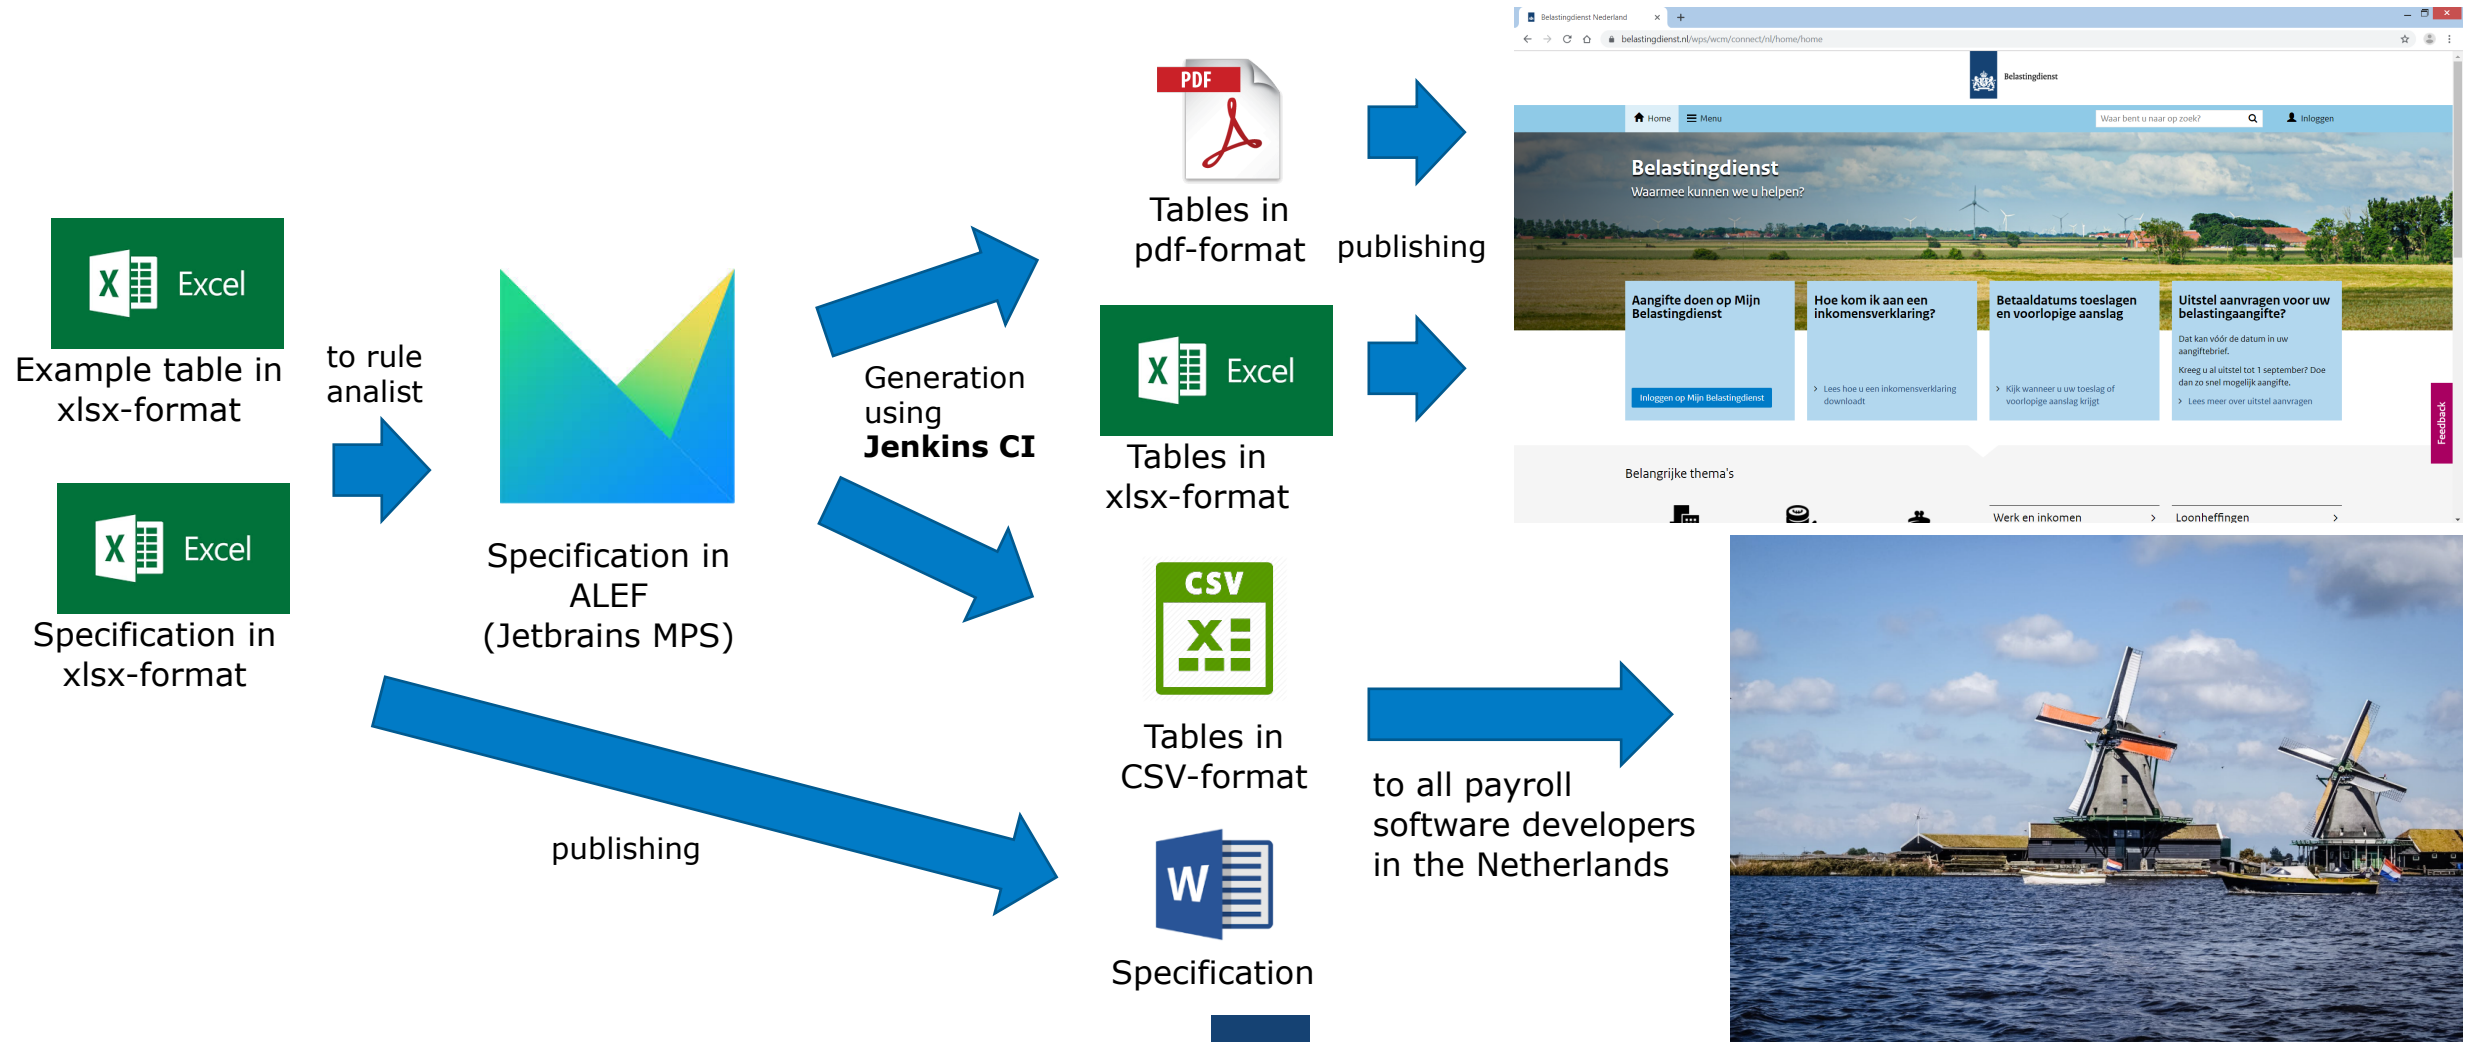 Excel
Example table in
xlsx-format
Excel
Specification in
xlsx-format
to rule
analist
Specification in
ALEF
(Jetbrains MPS)
Generation
using
Jenkins CI
publishing
PDF
Tables in
pdf-format
Excel
Tables in
xlsx-format
CSV
X
Tables in
CSV-format
W
Specification
publishing
to all payroll
software developers
in the Netherlands
Belastingdienst Nederland
belastingdienst.nl/wps/wcm/connect/nl/home/home
Belastingdienst
Home
Menu
Waar bent u naar op zoek?
Inloggen
Belastingdienst
Waarmee kunnen we u helpen?
Aangifte doen op Mijn
Belastingdienst
Inloggen op Mijn Belastingdienst
Hoe kom ik aan een
inkomensverklaring?
Lees hoe u een inkomensverklaring
downloadt
Betaaldatums toeslagen
en voorlopige aanslag
Kijk wanneer u uw toeslag of
voorlopige aanslag krijgt
Uitstel aanvragen voor uw
belastingaangifte?
Dat kan vóór de datum in uw
aangiftebrief.
Kreeg u al uitstel tot 1 september? Doe
dan zo snel mogelijk aangifte.
Lees meer over uitstel aanvragen
Feedback
Belangrijke thema's
Werk en inkomen
Loonheffingen